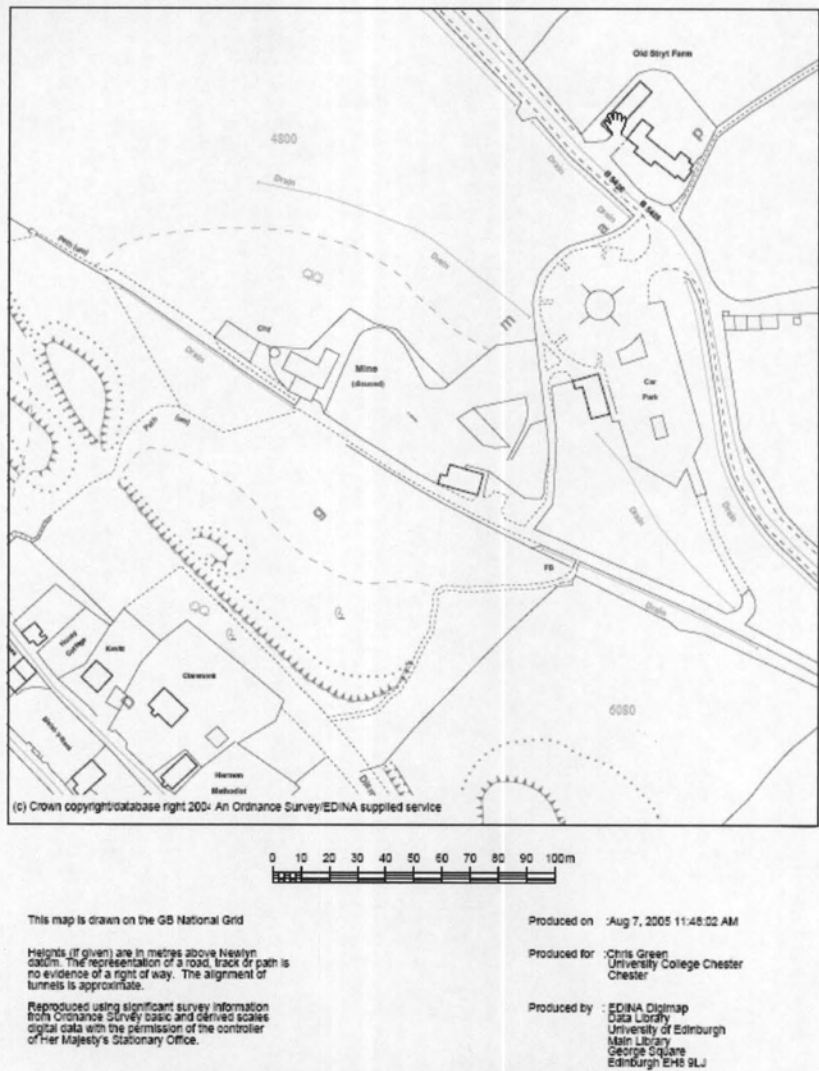 Old Stryt Farm
4800
Drain
Drain
Drain
Drain
B 5426
B 5426
Path (um)
Drain
Chy
Mine
(disused)
Car
Park
Path (um)
Drain
Drain
FB
Drain
Cottage
Claremont
6080
Methodist
(c) Crown copyright/database right 2004 An Ordnance Survey/EDINA supplied service
0 10 20 30 40 50 60 70 80 90 100m
This map is drawn on the GB National Grid
Heights (if given) are in metres above Newlyn
datum. The representation of a road, track or path is
no evidence of a right of way. The alignment of
tunnels is approximate.
Reproduced using significant survey information
from Ordnance Survey basic and derived scales
digital data with the permission of the controller
of Her Majesty's Stationary Office.
Produced on :Aug 7, 2005 11:48:02 AM
Produced for :Chris Green
University College Chester
Chester
Produced by : EDINA Digimap
Data Library
University of Edinburgh
Main Library
George Square
Edinburgh EH8 9LJ